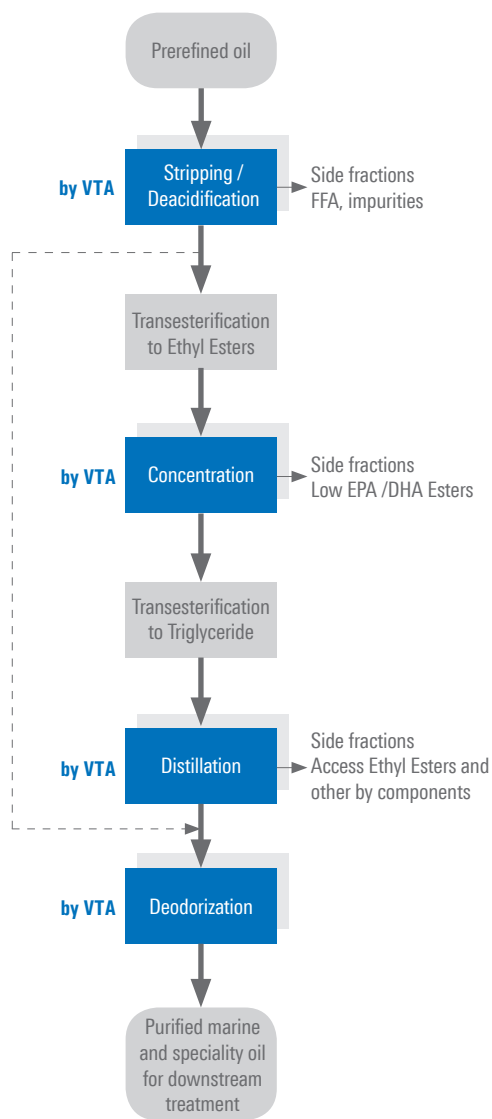 Prerefined oil
by VTA
Stripping /
Deacidification
Side fractions
FFA, impurities
Transesterification
to Ethyl Esters
by VTA
Concentration
Side fractions
Low EPA /DHA Esters
Transesterification
to Triglyceride
by VTA
Distillation
Side fractions
Access Ethyl Esters and
other by components
by VTA
Deodorization
Purified marine
and speciality oil
for downstream
treatment